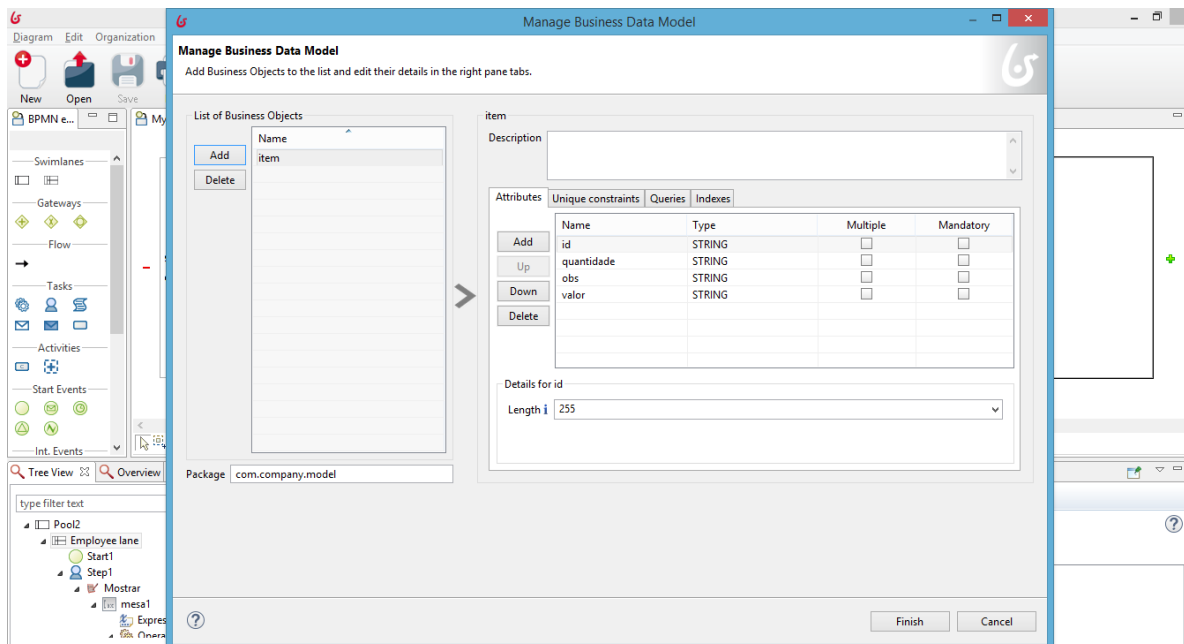 Manage Business Data Model
Diagram Edit Organization
Manage Business Data Model
Add Business Objects to the list and edit their details in the right pane tabs.
New Open Save
BPMN e... My
List of Business Objects
item
Name
Description
Add
item
Delete
Swimlanes
Attributes Unique constraints Queries Indexes
Gateways
Name Type Multiple Mandatory
Add
id STRING
Flow
quantidade STRING
Up
obs STRING
Tasks
Down
valor STRING
Delete
Activities
Start Events
Details for id
Length i 255
Int. Events
Tree View Overview
Package com.company.model
type filter text
Pool2
Employee lane
Start1
Step1
Mostrar
mesa1
Expres
Opera
Finish Cancel